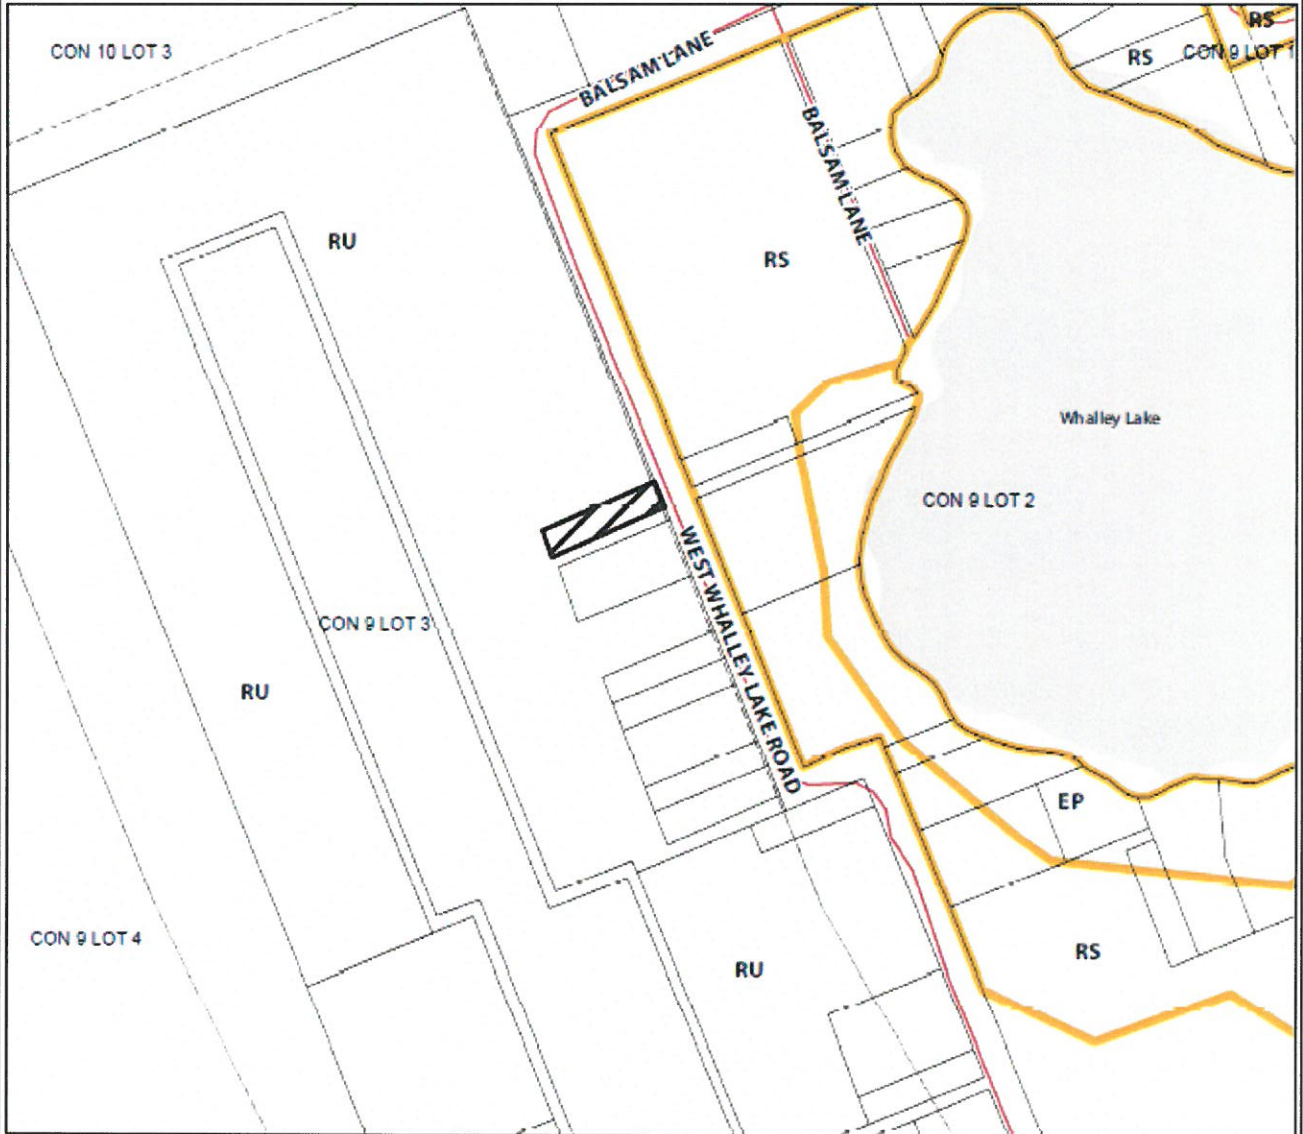 RS
CON 10 LOT 3
RS
CON 9 LOT 1
BALSAM LANE
BALSAM LANE
RU
RS
Whalley Lake
CON 9 LOT 2
WEST WHALLEY LAKE ROAD
CON 9 LOT 3
RU
EP
CON 9 LOT 4
RS
RU